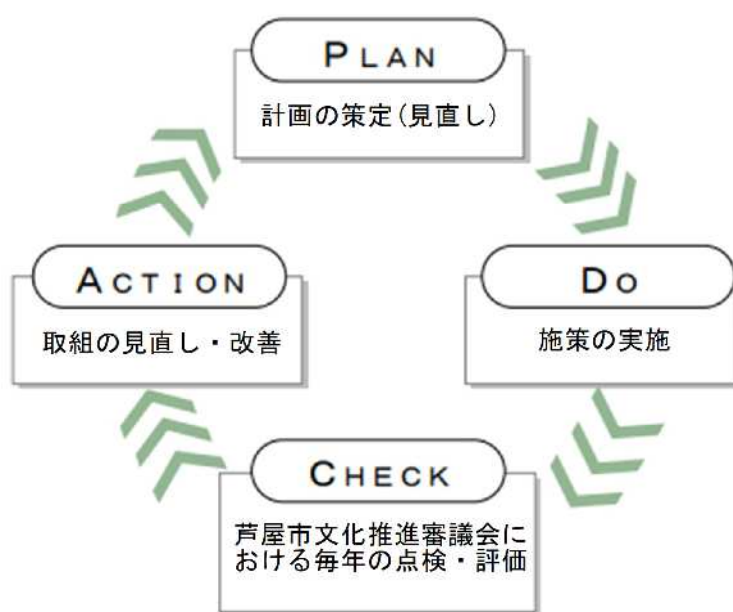 PLAN
計画の策定(見直し)
ACTION
取組の見直し・改善
DO
施策の実施
CHECK
芦屋市文化推進審議会に
おける毎年の点検・評価